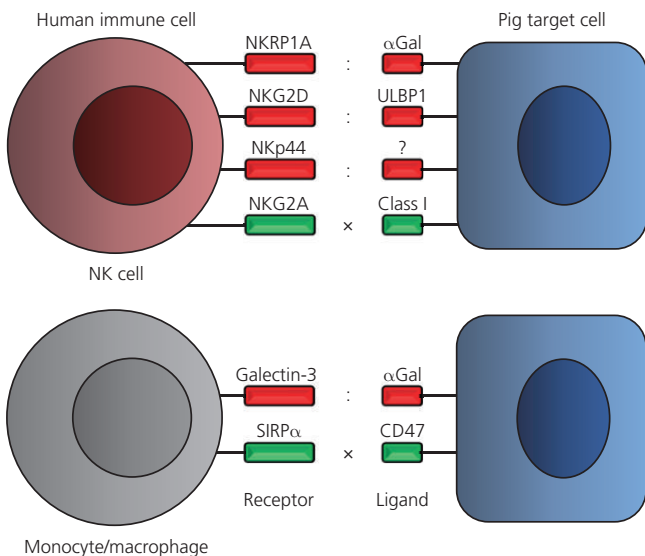 Human immune cell
Pig target cell
NKRP1A : αGal
NKG2D : ULBP1
NKp44 : ?
NKG2A × Class I
NK cell
Galectin-3 : αGal
SIRPα × CD47
Receptor Ligand
Monocyte/macrophage